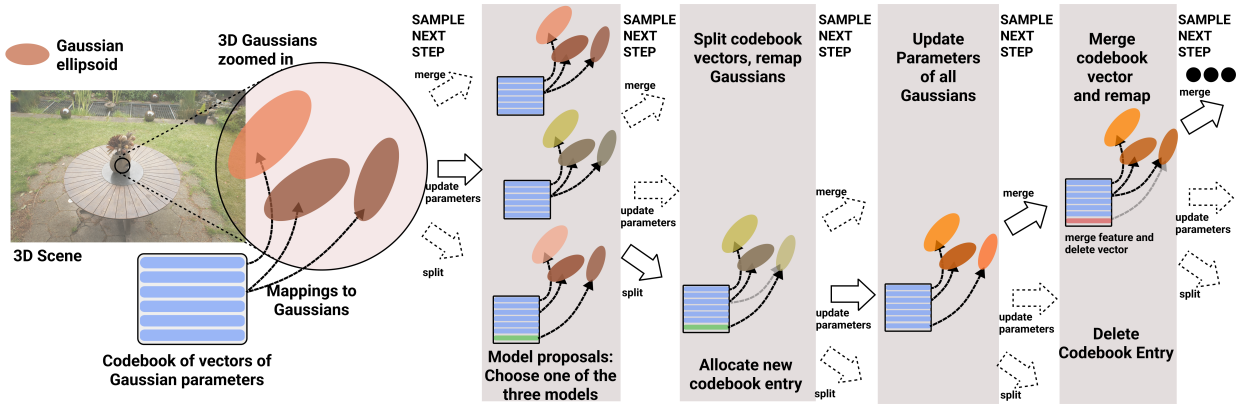 Gaussian
ellipsoid
3D Gaussians
zoomed in
3D Scene
Mappings to
Gaussians
Codebook of vectors of
Gaussian parameters
SAMPLE
NEXT
STEP
merge
update
parameters
split
Model proposals:
Choose one of the
three models
SAMPLE
NEXT
STEP
merge
update
parameters
split
Split codebook
vectors, remap
Gaussians
Allocate new
codebook entry
SAMPLE
NEXT
STEP
merge
update
parameters
split
Update
Parameters
of all
Gaussians
SAMPLE
NEXT
STEP
merge
update
parameters
split
Merge
codebook
vector
and remap
merge feature and
delete vector
Delete
Codebook Entry
SAMPLE
NEXT
STEP
merge
update
parameters
split